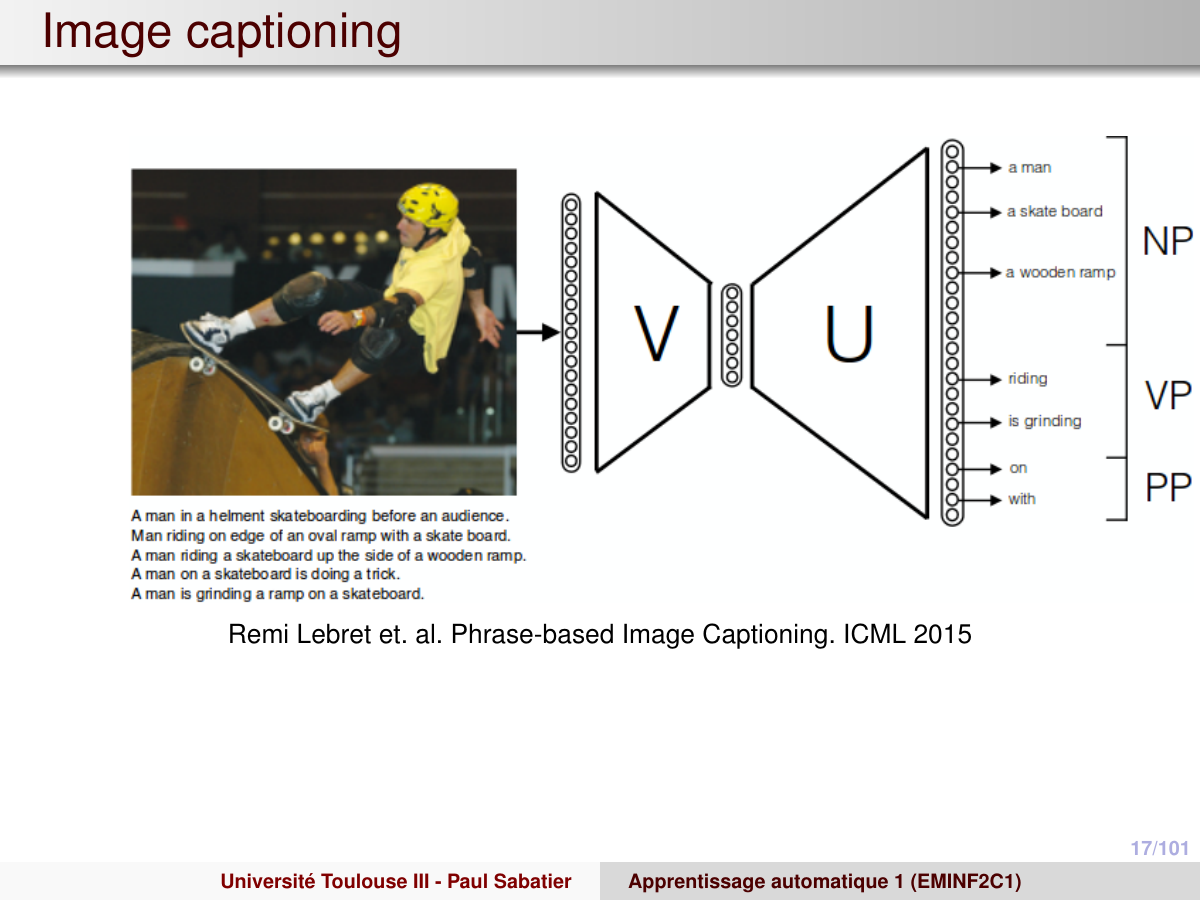 Image captioning
V
U
a man
a skate board
a wooden ramp
NP
riding
is grinding
VP
on
with
PP
A man in a helment skateboarding before an audience.
Man riding on edge of an oval ramp with a skate board.
A man riding a skateboard up the side of a wooden ramp.
A man on a skateboard is doing a trick.
A man is grinding a ramp on a skateboard.
Remi Lebret et. al. Phrase-based Image Captioning. ICML 2015
17/101
Université Toulouse III - Paul Sabatier
Apprentissage automatique 1 (EMINF2C1)